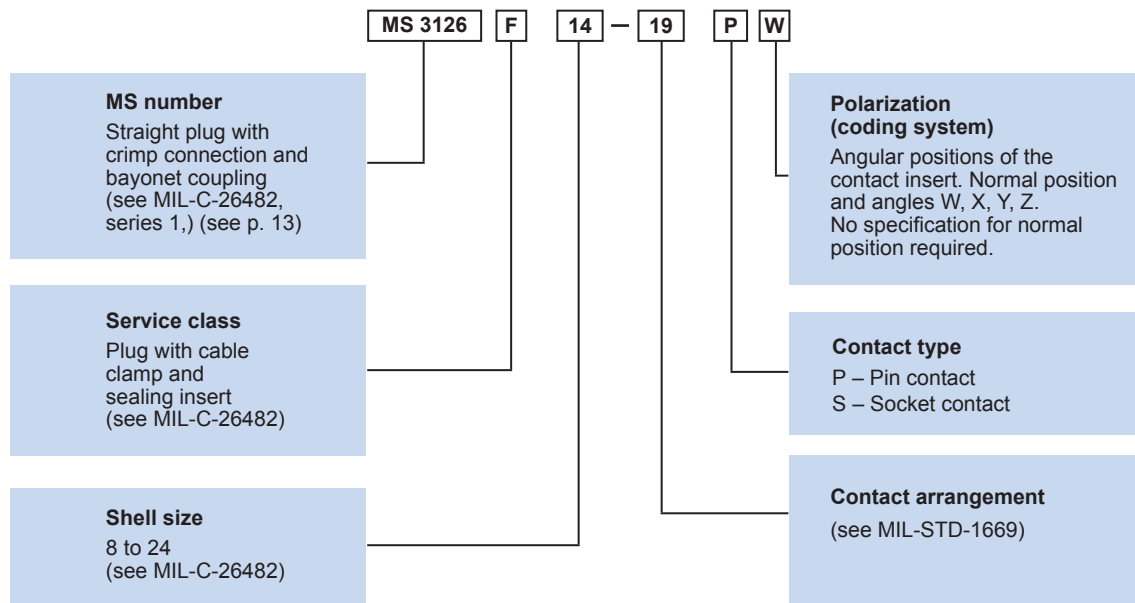 MS 3126 F 14 – 19 P W
MS number
Straight plug with
crimp connection and
bayonet coupling
(see MIL-C-26482,
series 1,) (see p. 13)
Service class
Plug with cable
clamp and
sealing insert
(see MIL-C-26482)
Shell size
8 to 24
(see MIL-C-26482)
Polarization
(coding system)
Angular positions of the
contact insert. Normal position
and angles W, X, Y, Z.
No specification for normal
position required.
Contact type
P – Pin contact
S – Socket contact
Contact arrangement
(see MIL-STD-1669)